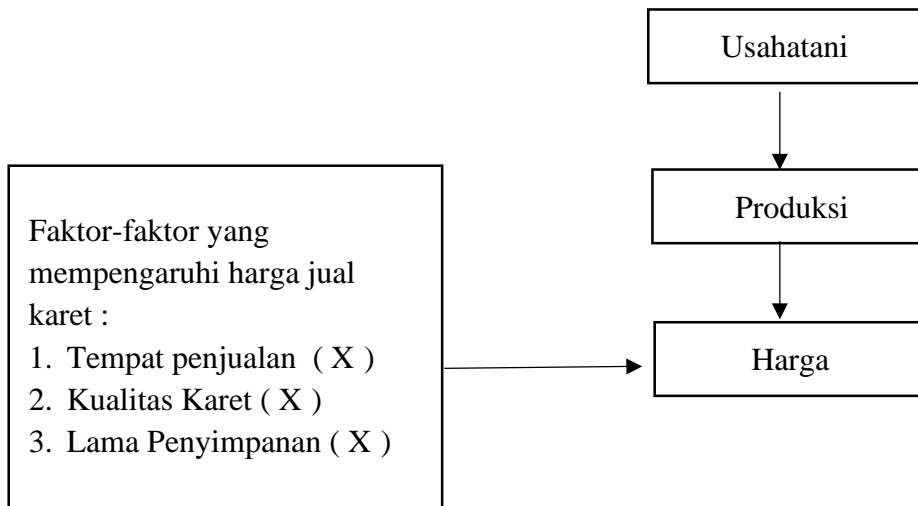 Usahatani
Produksi
Faktor-faktor yang
mempengaruhi harga jual
karet :
1. Tempat penjualan ( X )
2. Kualitas Karet ( X )
3. Lama Penyimpanan ( X )
Harga